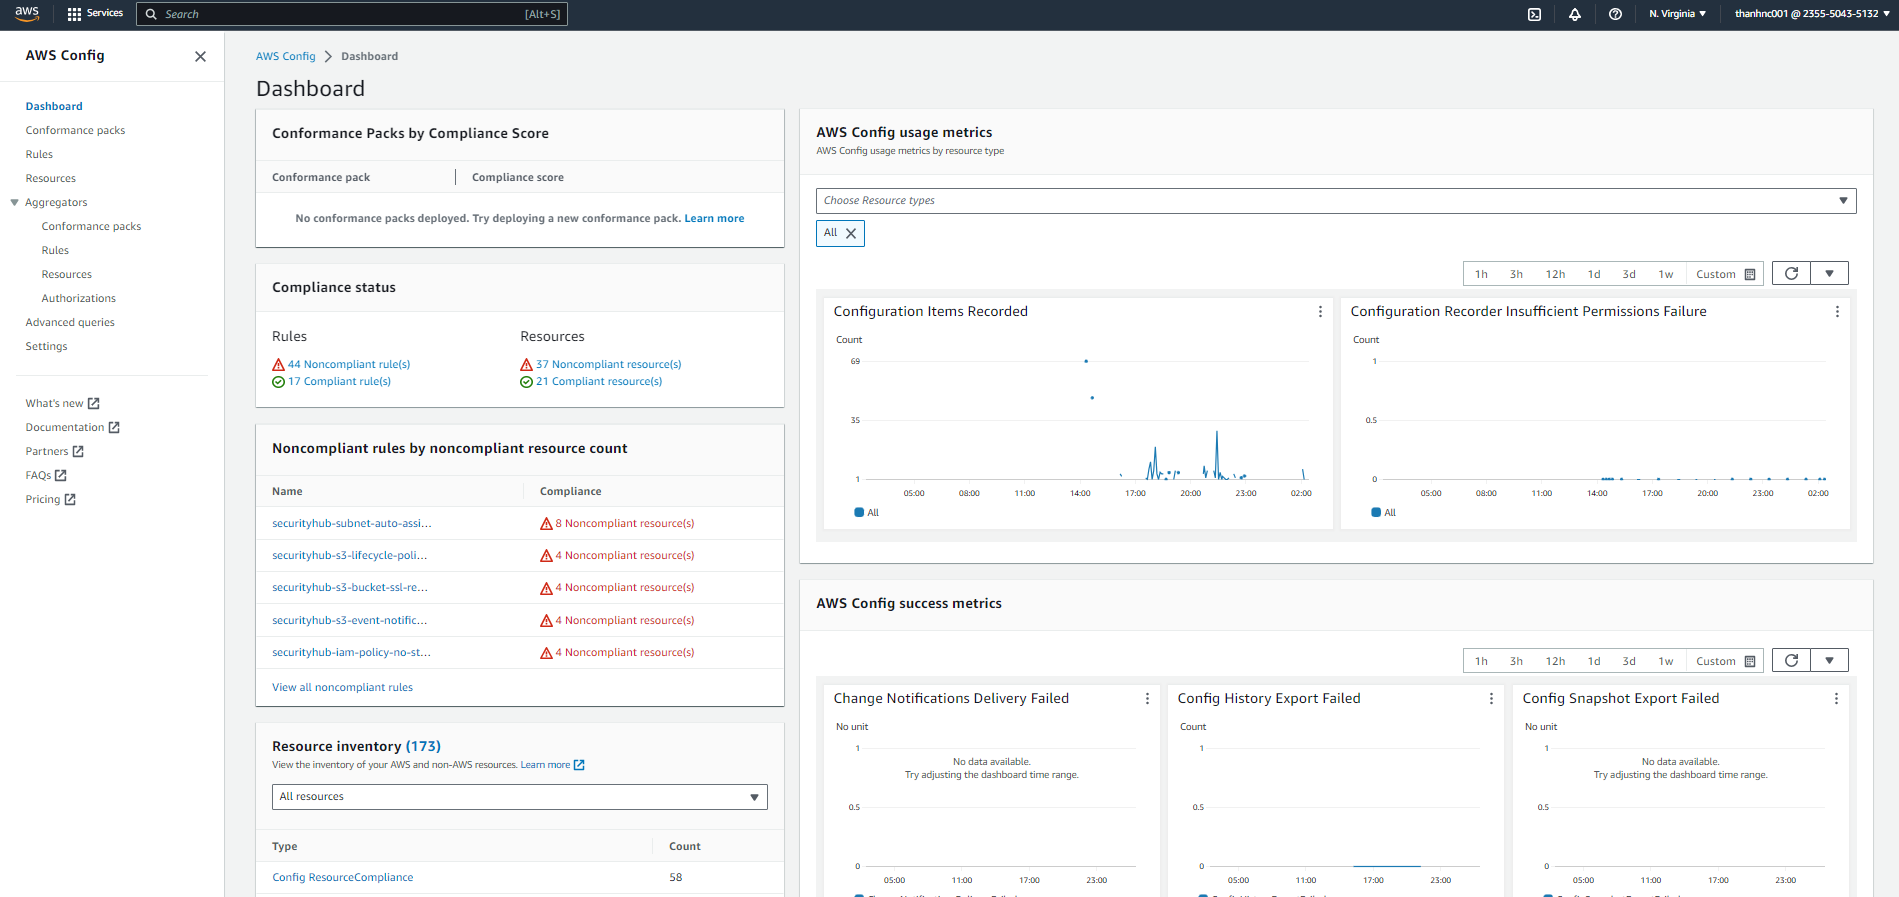 aws
Services
Search
[Alt+S]
N. Virginia
thanhnc001 @ 2355-5043-5132
AWS Config
Dashboard
Conformance packs
Rules
Resources
Aggregators
Conformance packs
Rules
Resources
Authorizations
Advanced queries
Settings
What's new
Documentation
Partners
FAQs
Pricing
AWS Config
Dashboard
Dashboard
Conformance Packs by Compliance Score
Conformance pack
Compliance score
No conformance packs deployed. Try deploying a new conformance pack. Learn more
Compliance status
Rules
44 Noncompliant rule(s)
17 Compliant rule(s)
Resources
37 Noncompliant resource(s)
21 Compliant resource(s)
Noncompliant rules by noncompliant resource count
Name
Compliance
securityhub-subnet-auto-assi...
8 Noncompliant resource(s)
securityhub-s3-lifecycle-poli...
4 Noncompliant resource(s)
securityhub-s3-bucket-ssl-re...
4 Noncompliant resource(s)
securityhub-s3-event-notific...
4 Noncompliant resource(s)
securityhub-iam-policy-no-st...
4 Noncompliant resource(s)
View all noncompliant rules
Resource inventory (173)
View the inventory of your AWS and non-AWS resources. Learn more
All resources
Type
Count
Config ResourceCompliance
58
AWS Config usage metrics
AWS Config usage metrics by resource type
Choose Resource types
All
1h 3h 12h 1d 3d 1w Custom
Configuration Items Recorded
Count
69
35
1
05:00 08:00 11:00 14:00 17:00 20:00 23:00 02:00
All
Configuration Recorder Insufficient Permissions Failure
Count
1
0.5
0
05:00 08:00 11:00 14:00 17:00 20:00 23:00 02:00
All
AWS Config success metrics
1h 3h 12h 1d 3d 1w Custom
Change Notifications Delivery Failed
No unit
1
No data available.
Try adjusting the dashboard time range.
0.5
0
05:00 11:00 17:00 23:00
Config History Export Failed
Count
1
0.5
0
05:00 11:00 17:00 23:00
Config Snapshot Export Failed
No unit
1
No data available.
Try adjusting the dashboard time range.
0.5
0
05:00 11:00 17:00 23:00